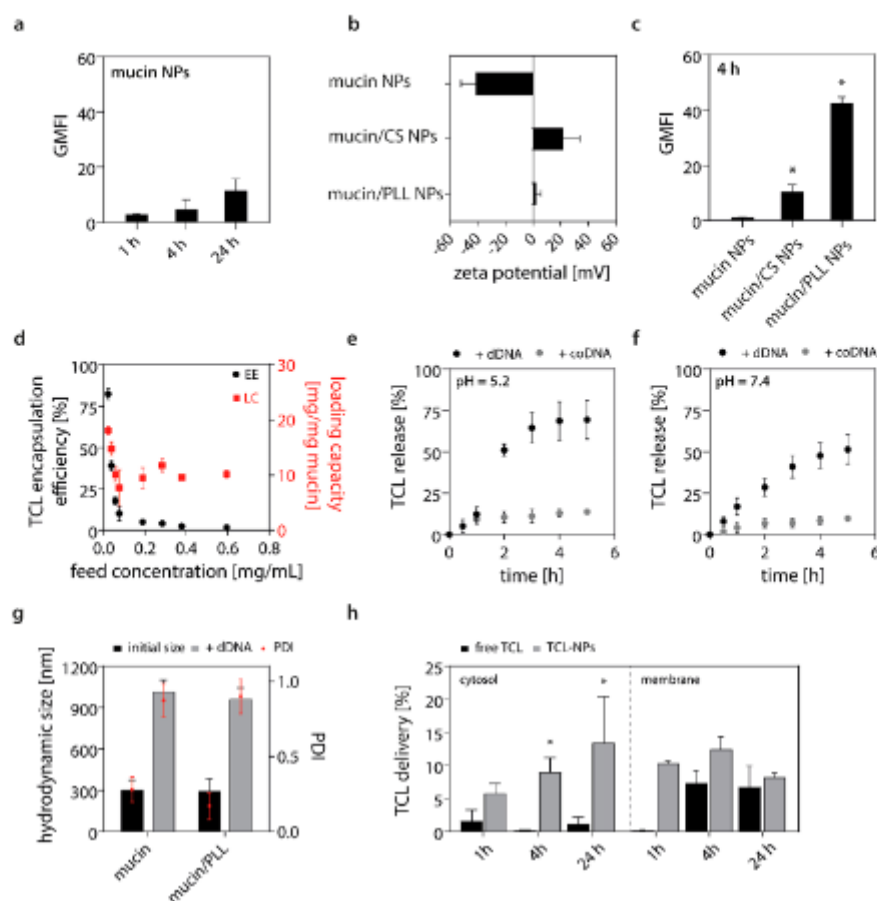 a
60
40
20
0
GMFI
mucin NPs
1 h
4 h
24 h
b
mucin NPs
mucin/CS NPs
mucin/PLL NPs
-60
-40
-20
0
20
40
60
zeta potential [mV]
c
60
40
20
0
GMFI
4 h
*
*
mucin NPs
mucin/CS NPs
mucin/PLL NPs
d
100
75
50
25
0
TCL encapsulation
efficiency [%]
EE
LC
30
20
10
0
loading capacity
[mg/mg mucin]
0.0
0.2
0.4
0.6
0.8
feed concentration [mg/mL]
e
+ dDNA + coDNA
pH = 5.2
100
75
50
25
0
TCL release [%]
0
2
4
6
time [h]
f
+ dDNA + coDNA
pH = 7.4
100
75
50
25
0
TCL release [%]
0
2
4
6
time [h]
g
initial size + dDNA PDI
1200
900
600
300
0
hydrodynamic size [nm]
1.0
0.5
0.0
PDI
mucin
mucin/PLL
h
free TCL TCL-NPs
25
20
15
10
5
0
TCL delivery [%]
cytosol
membrane
*
*
1h
4h
24 h
1h
4h
24 h